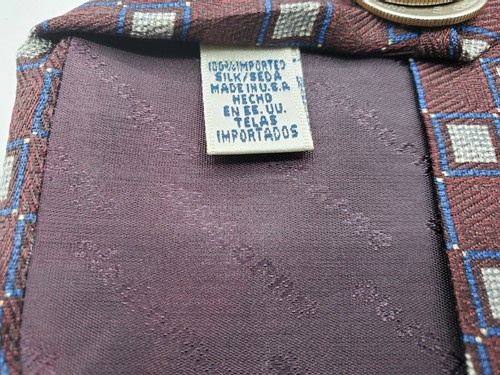 100% IMPORTED
SILK/SEDA
MADE IN U.S.A
HECHO
EN EE. UU.
TELAS
IMPORTADOS